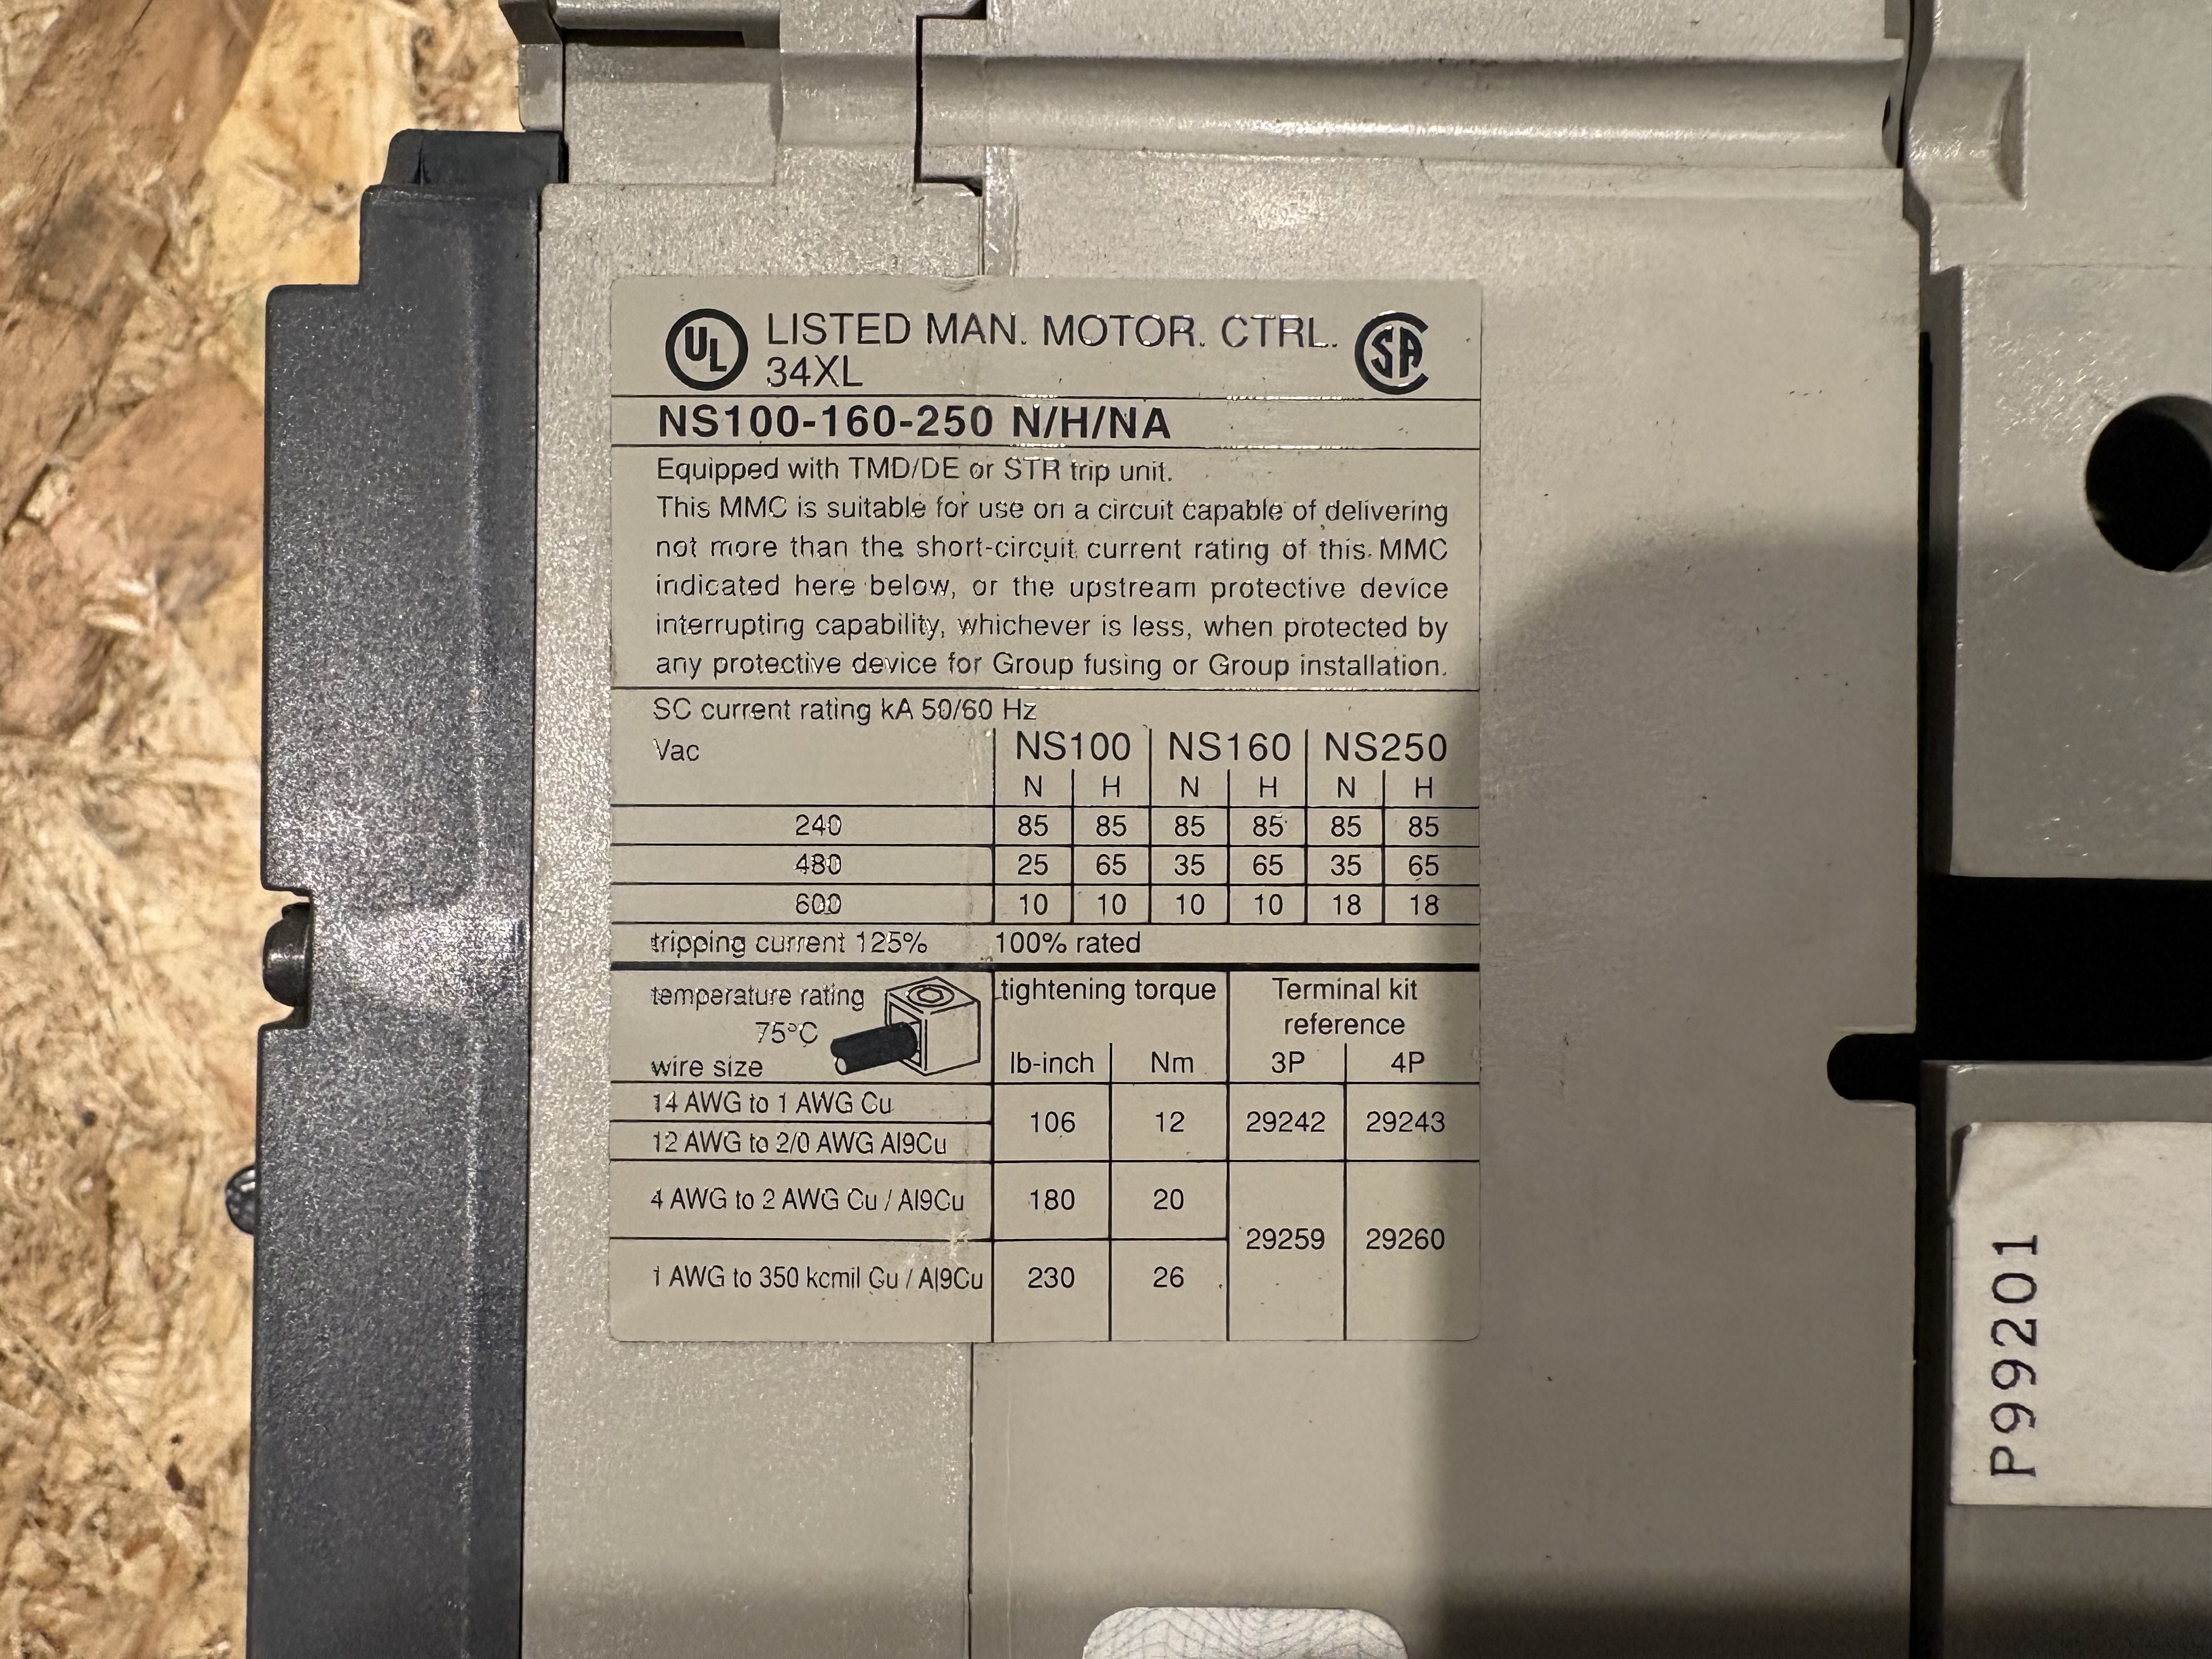 UL LISTED MAN. MOTOR. CTRL. SA
34XL
NS100-160-250 N/H/NA
Equipped with TMD/DE or STR trip unit.
This MMC is suitable for use on a circuit capable of delivering
not more than the short-circuit current rating of this MMC
indicated here below, or the upstream protective device
interrupting capability, whichever is less, when protected by
any protective device for Group fusing or Group installation.
SC current rating kA 50/60 Hz
Vac NS100 NS160 NS250
N H N H N H
240 85 85 85 85 85 85
480 25 65 35 65 35 65
600 10 10 10 10 18 18
tripping current 125% 100% rated
temperature rating tightening torque Terminal kit
75°C reference
wire size lb-inch Nm 3P 4P
14 AWG to 1 AWG Cu
106 12 29242 29243
12 AWG to 2/0 AWG Al9Cu
4 AWG to 2 AWG Cu / Al9Cu 180 20
29259 29260
1 AWG to 350 kcmil Cu / Al9Cu 230 26
P99201